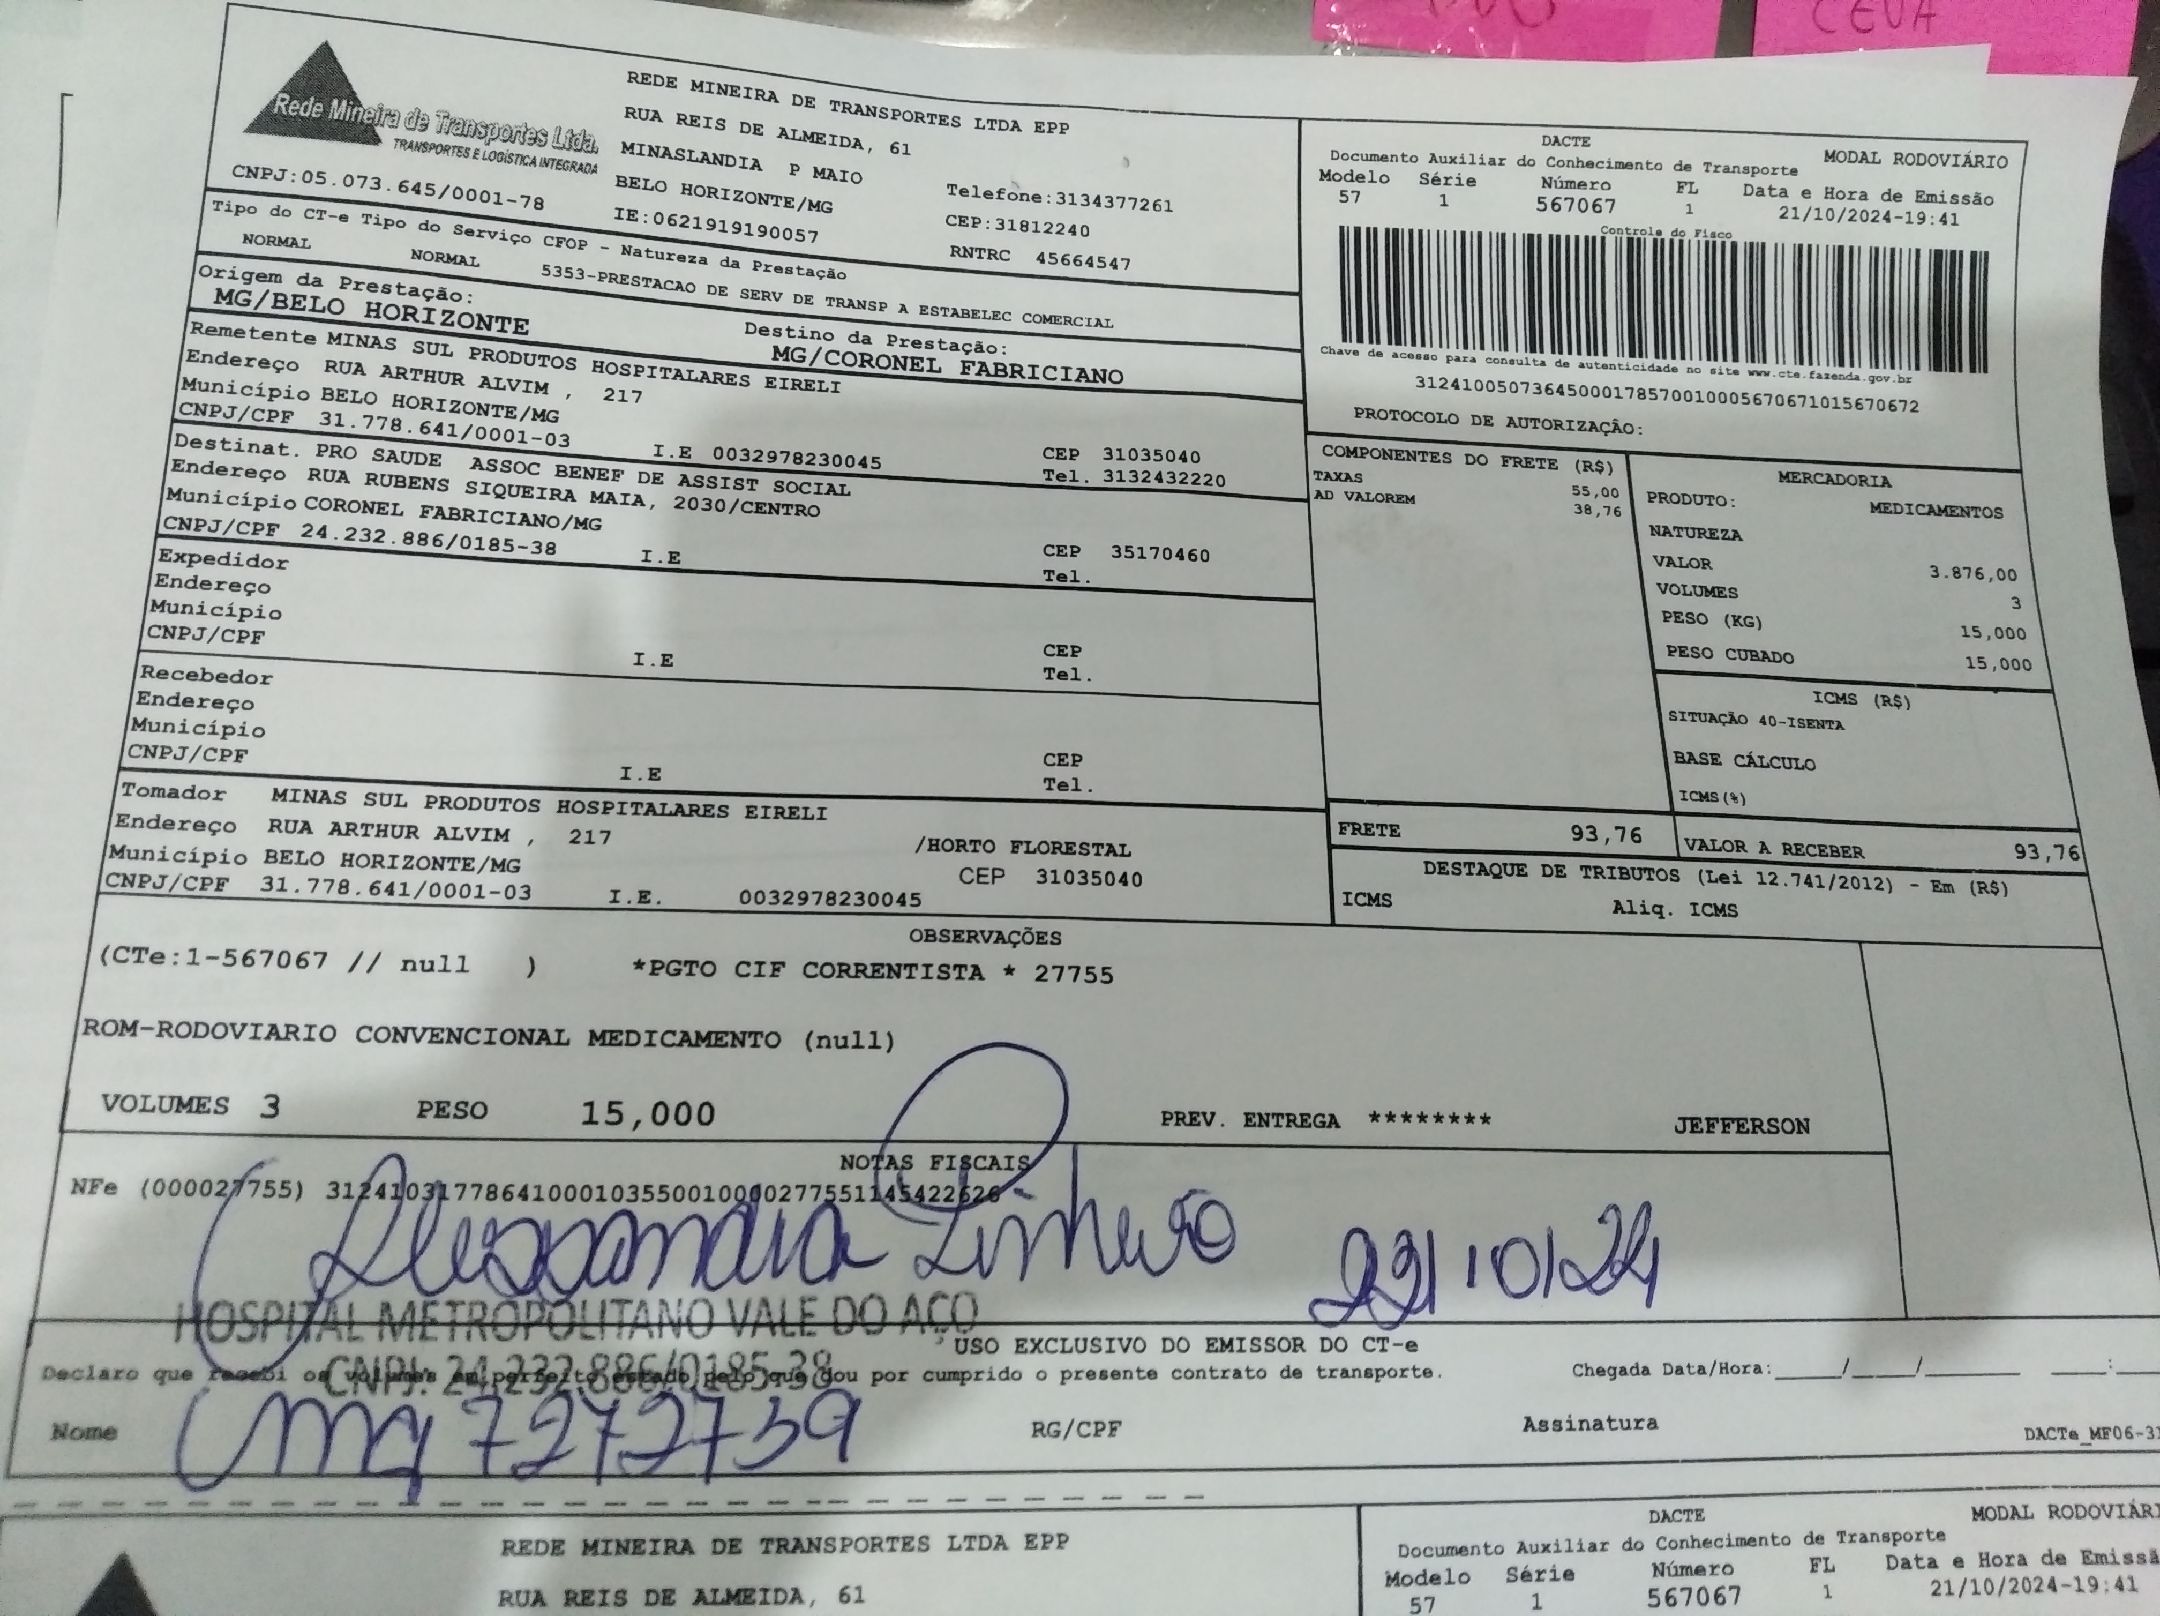 CEVA
Rede Mineira de Transportes Ltda.
TRANSPORTES E LOGÍSTICA INTEGRADA
CNPJ:05.073.645/0001-78
REDE MINEIRA DE TRANSPORTES LTDA EPP
RUA REIS DE ALMEIDA, 61
MINASLANDIA P MAIO
BELO HORIZONTE/MG Telefone:3134377261
IE:0621919190057 CEP:31812240
RNTRC 45664547
DACTE MODAL RODOVIÁRIO
Documento Auxiliar do Conhecimento de Transporte
Modelo Série Número FL Data e Hora de Emissão
57 1 567067 1 21/10/2024-19:41
Controle do Fisco
Chave de acesso para consulta de autenticidade no site www.cte.fazenda.gov.br
31241005073645000178570010005670671015670672
PROTOCOLO DE AUTORIZAÇÃO:
Tipo do CT-e Tipo do Serviço CFOP - Natureza da Prestação
NORMAL NORMAL 5353-PRESTACAO DE SERV DE TRANSP A ESTABELEC COMERCIAL
Origem da Prestação: Destino da Prestação:
MG/BELO HORIZONTE MG/CORONEL FABRICIANO
Remetente MINAS SUL PRODUTOS HOSPITALARES EIRELI
Endereço RUA ARTHUR ALVIM , 217
Município BELO HORIZONTE/MG CEP 31035040
CNPJ/CPF 31.778.641/0001-03 I.E 0032978230045 Tel. 3132432220
Destinat. PRO SAUDE ASSOC BENEF DE ASSIST SOCIAL
Endereço RUA RUBENS SIQUEIRA MAIA, 2030/CENTRO
Município CORONEL FABRICIANO/MG CEP 35170460
CNPJ/CPF 24.232.886/0185-38 I.E Tel.
Expedidor
Endereço
Município CEP
CNPJ/CPF I.E Tel.
Recebedor
Endereço
Município CEP
CNPJ/CPF I.E Tel.
Tomador MINAS SUL PRODUTOS HOSPITALARES EIRELI
Endereço RUA ARTHUR ALVIM , 217 /HORTO FLORESTAL
Município BELO HORIZONTE/MG CEP 31035040
CNPJ/CPF 31.778.641/0001-03 I.E. 0032978230045
COMPONENTES DO FRETE (R$)
TAXAS 55,00
AD VALOREM 38,76
MERCADORIA
PRODUTO: MEDICAMENTOS
NATUREZA
VALOR 3.876,00
VOLUMES 3
PESO (KG) 15,000
PESO CUBADO 15,000
ICMS (R$)
SITUAÇÃO 40-ISENTA
BASE CÁLCULO
ICMS(%)
FRETE 93,76 VALOR A RECEBER 93,76
DESTAQUE DE TRIBUTOS (Lei 12.741/2012) - Em (R$)
ICMS Aliq. ICMS
OBSERVAÇÕES
(CTe:1-567067 // null ) *PGTO CIF CORRENTISTA * 27755
ROM-RODOVIARIO CONVENCIONAL MEDICAMENTO (null)
VOLUMES 3 PESO 15,000 PREV. ENTREGA ******** JEFFERSON
NOTAS FISCAIS
NFe (000027755) 31241031778641000103550010000277551145422626
Alessandra Pinheiro 22/10/24
HOSPITAL METROPOLITANO VALE DO AÇO
CNPJ: 24.232.886/0185-38
USO EXCLUSIVO DO EMISSOR DO CT-e
Declaro que recebi os volumes em perfeito estado pelo que dou por cumprido o presente contrato de transporte. Chegada Data/Hora:____/____/______ ____:
Nome mg 7272739 RG/CPF Assinatura
DACTe_MF06-31
REDE MINEIRA DE TRANSPORTES LTDA EPP
RUA REIS DE ALMEIDA, 61
DACTE MODAL RODOVIÁRI
Documento Auxiliar do Conhecimento de Transporte
Modelo Série Número FL Data e Hora de Emissã
57 1 567067 1 21/10/2024-19:41